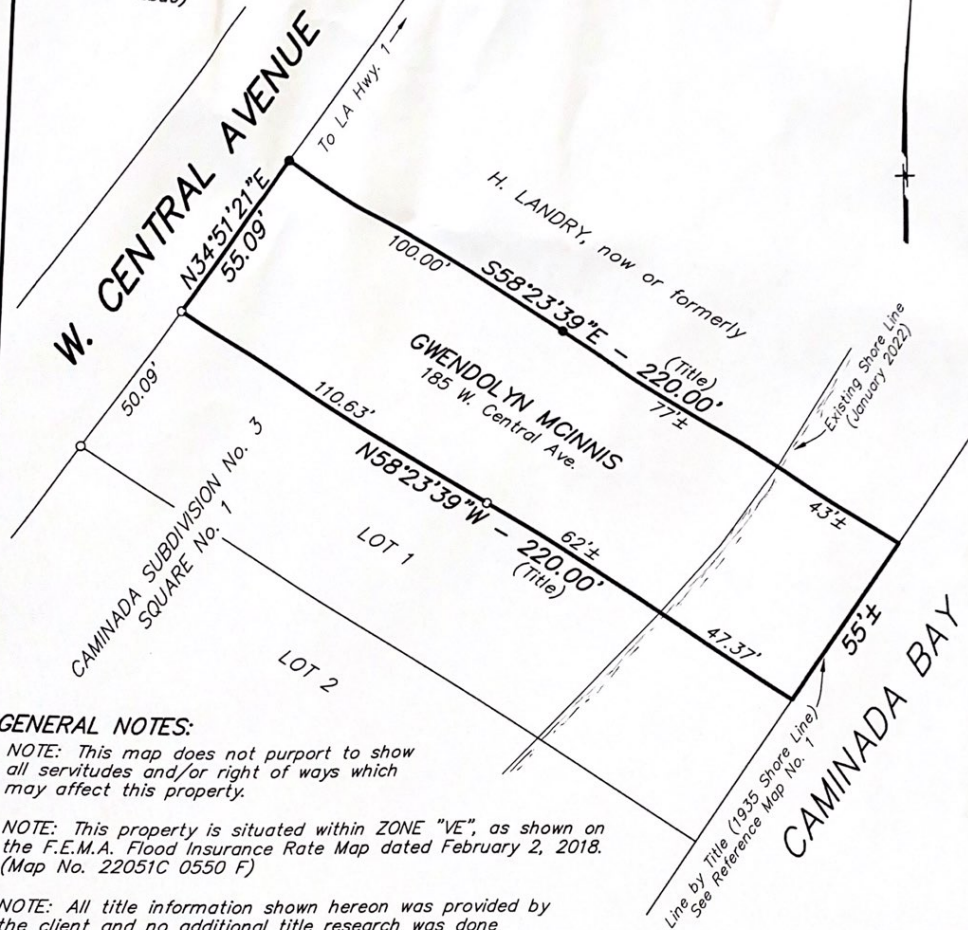 W. CENTRAL AVENUE
To LA Hwy. 1
N34°51'21"E
55.09'
50.09'
H. LANDRY, now or formerly
100.00'
S58°23'39"E – 220.00'
(Title)
77'±
43'±
Existing Shore Line
(January 2022)
GWENDOLYN MCINNIS
185 W. Central Ave.
110.63'
N58°23'39"W – 220.00'
(Title)
62'±
47.37'
55'±
CAMINADA BAY
CAMINADA SUBDIVISION No. 3
SQUARE No. 1
LOT 1
LOT 2
Line by Title (1935 Shore Line)
See Reference Map No. 1
GENERAL NOTES:
NOTE: This map does not purport to show
all servitudes and/or right of ways which
may affect this property.
NOTE: This property is situated within ZONE "VE", as shown on
the F.E.M.A. Flood Insurance Rate Map dated February 2, 2018.
(Map No. 22051C 0550 F)
NOTE: All title information shown hereon was provided by
the client and no additional title research was done